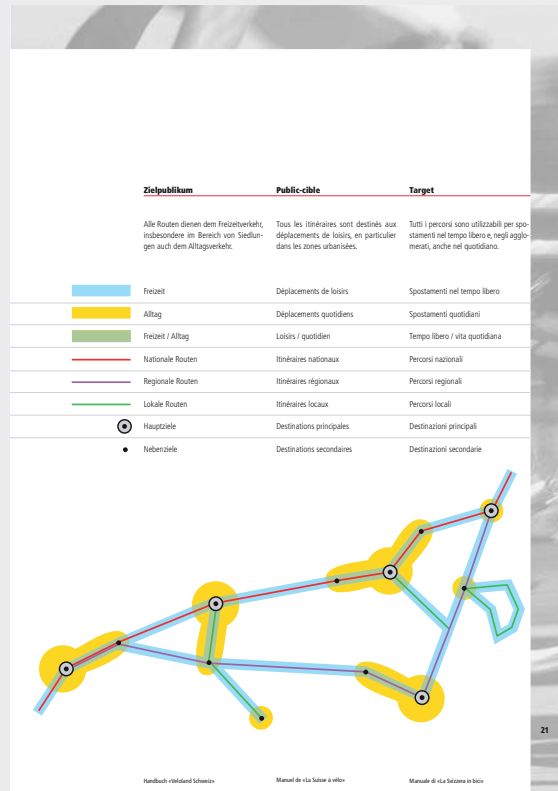 Zielpublikum
Public-cible
Target
Alle Routen dienen dem Freizeitverkehr,
insbesondere im Bereich von Siedlun-
gen auch dem Alltagsverkehr.
Tous les itinéraires sont destinés aux
déplacements de loisirs, en particulier
dans les zones urbanisées.
Tutti i percorsi sono utilizzabili per spo-
stamenti nel tempo libero e, negli agglo-
merati, anche nel quotidiano.
Freizeit
Déplacements de loisirs
Spostamenti nel tempo libero
Alltag
Déplacements quotidiens
Spostamenti quotidiani
Freizeit / Alltag
Loisirs / quotidien
Tempo libero / vita quotidiana
Nationale Routen
Itinéraires nationaux
Percorsi nazionali
Regionale Routen
Itinéraires régionaux
Percorsi regionali
Lokale Routen
Itinéraires locaux
Percorsi locali
Hauptziele
Destinations principales
Destinazioni principali
Nebenziele
Destinations secondaires
Destinazioni secondarie
21
Handbuch «Veloland Schweiz»
Manuel de «La Suisse à vélo»
Manuale di «La Svizzera in bici»